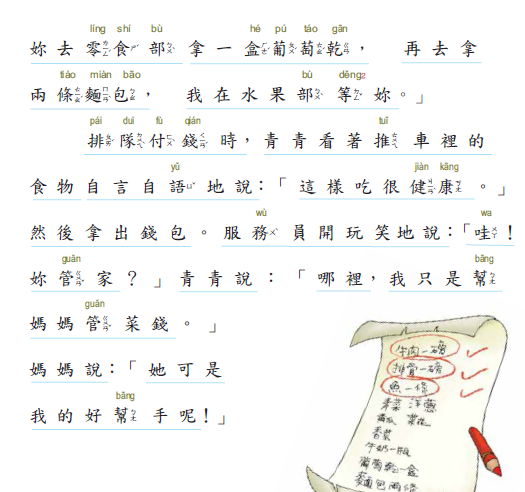 líng shí bù hé pú táo gān
妳去零食部拿一盒葡萄乾，再去拿
tiáo miàn bāo bù děng2
兩條麵包，我在水果部等妳。」
pái duì fù qián tuī
排隊付錢時，青青看著推車裡的
yǔ jiàn kāng
食物自言自語地說：「這樣吃很健康。」
wù wa
然後拿出錢包。服務員開玩笑地說：「哇！
guǎn bāng
妳管家？」青青說：「哪裡，我只是幫
guǎn
媽媽管菜錢。」
媽媽說：「她可是
bāng
我的好幫手呢！」
牛肉一磅
排骨一磅
魚一條
青菜 洋蔥
黃瓜 菜花
香菜
牛奶一瓶
葡萄乾一盒
麵包兩條